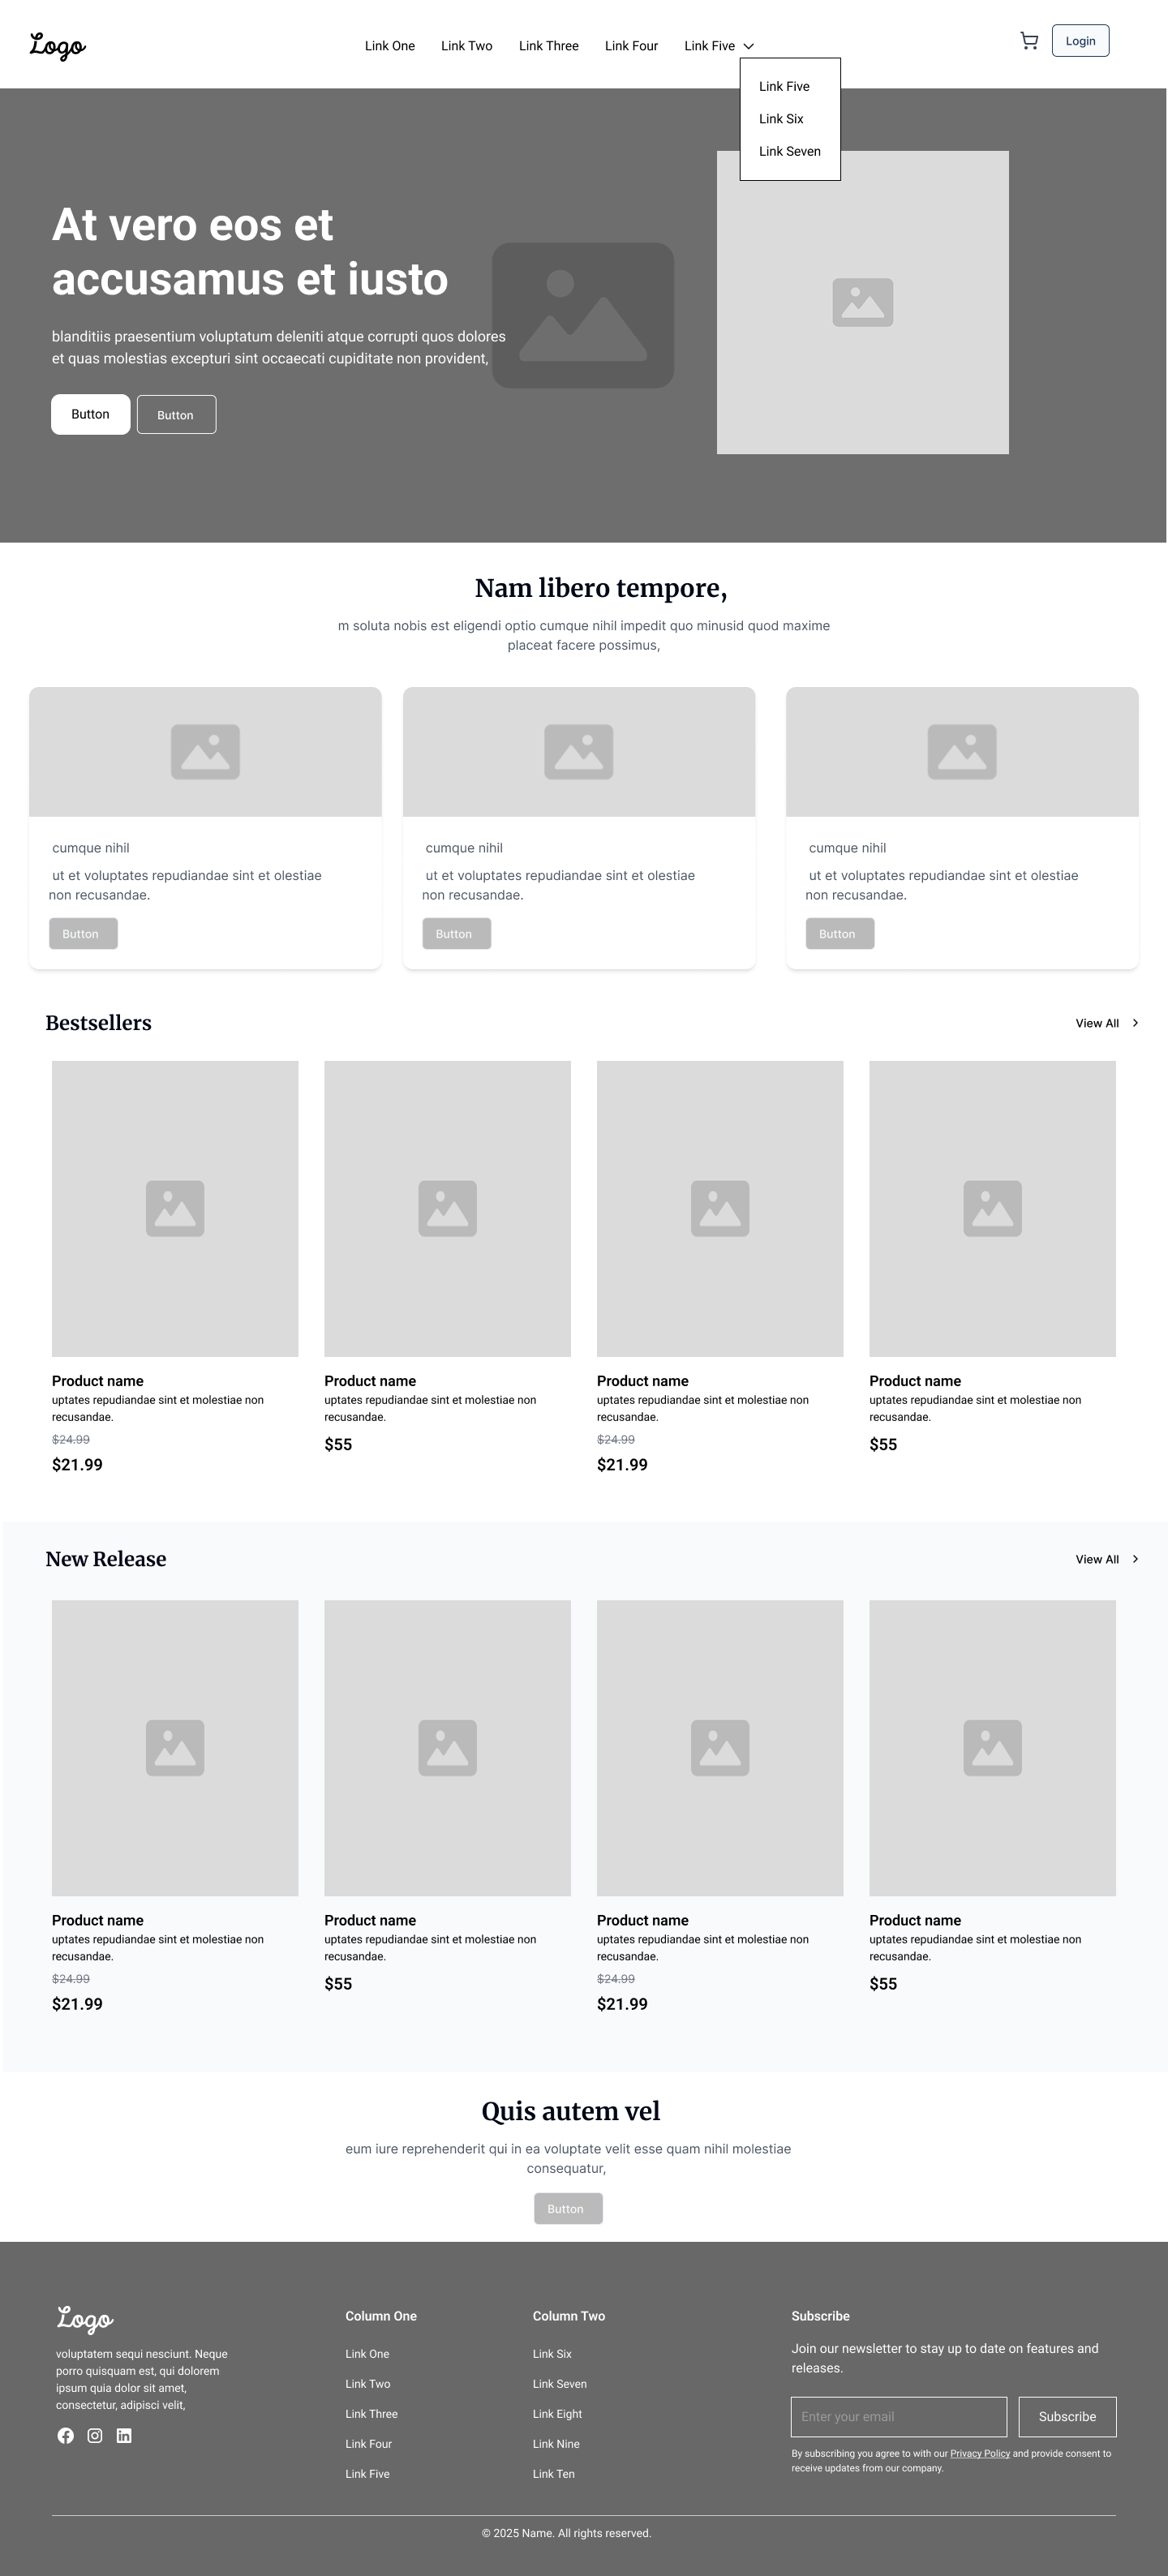 Logo
Link One
Link Two
Link Three
Link Four
Link Five
Login
Link Five
Link Six
Link Seven
At vero eos et
accusamus et iusto
blanditiis praesentium voluptatum deleniti atque corrupti quos dolores
et quas molestias excepturi sint occaecati cupiditate non provident,
Button
Button
Nam libero tempore,
m soluta nobis est eligendi optio cumque nihil impedit quo minusid quod maxime
placeat facere possimus,
cumque nihil
ut et voluptates repudiandae sint et olestiae
non recusandae.
Button
cumque nihil
ut et voluptates repudiandae sint et olestiae
non recusandae.
Button
cumque nihil
ut et voluptates repudiandae sint et olestiae
non recusandae.
Button
Bestsellers
View All
Product name
uptates repudiandae sint et molestiae non
recusandae.
$24.99
$21.99
Product name
uptates repudiandae sint et molestiae non
recusandae.
$55
Product name
uptates repudiandae sint et molestiae non
recusandae.
$24.99
$21.99
Product name
uptates repudiandae sint et molestiae non
recusandae.
$55
New Release
View All
Product name
uptates repudiandae sint et molestiae non
recusandae.
$24.99
$21.99
Product name
uptates repudiandae sint et molestiae non
recusandae.
$55
Product name
uptates repudiandae sint et molestiae non
recusandae.
$24.99
$21.99
Product name
uptates repudiandae sint et molestiae non
recusandae.
$55
Quis autem vel
eum iure reprehenderit qui in ea voluptate velit esse quam nihil molestiae
consequatur,
Button
Logo
voluptatem sequi nesciunt. Neque
porro quisquam est, qui dolorem
ipsum quia dolor sit amet,
consectetur, adipisci velit,
Column One
Link One
Link Two
Link Three
Link Four
Link Five
Column Two
Link Six
Link Seven
Link Eight
Link Nine
Link Ten
Subscribe
Join our newsletter to stay up to date on features and
releases.
Enter your email
Subscribe
By subscribing you agree to with our Privacy Policy and provide consent to
receive updates from our company.
© 2025 Name. All rights reserved.